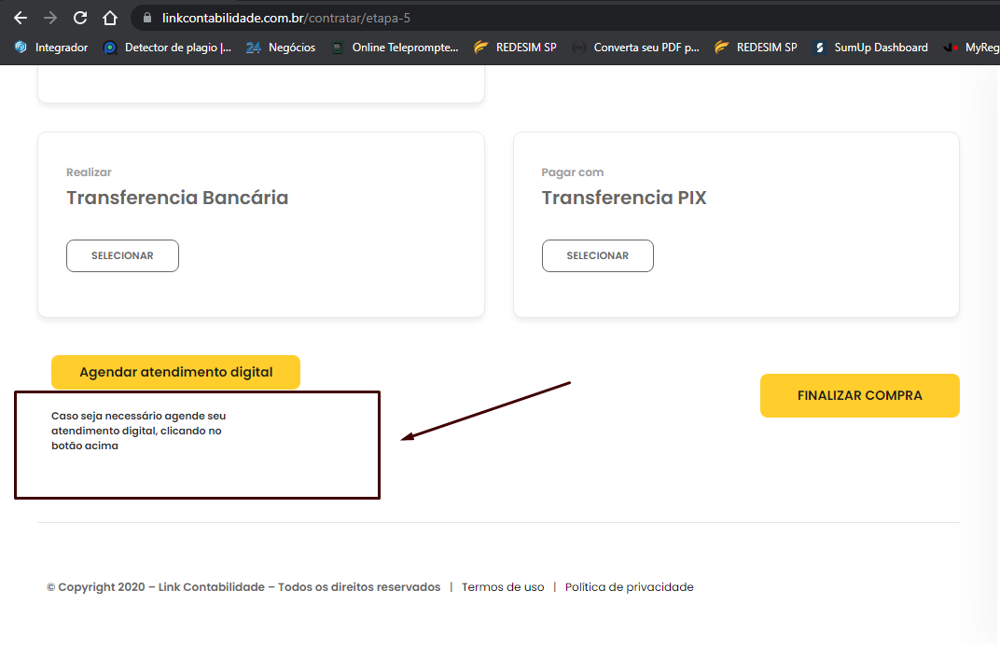 linkcontabilidade.com.br/contratar/etapa-5
Integrador
Detector de plagio |...
24 Negócios
Online Teleprompte...
REDESIM SP
Converta seu PDF p...
REDESIM SP
SumUp Dashboard
MyReg
Realizar
Transferencia Bancária
SELECIONAR
Pagar com
Transferencia PIX
SELECIONAR
Agendar atendimento digital
Caso seja necessário agende seu
atendimento digital, clicando no
botão acima
FINALIZAR COMPRA
© Copyright 2020 – Link Contabilidade – Todos os direitos reservados | Termos de uso | Política de privacidade